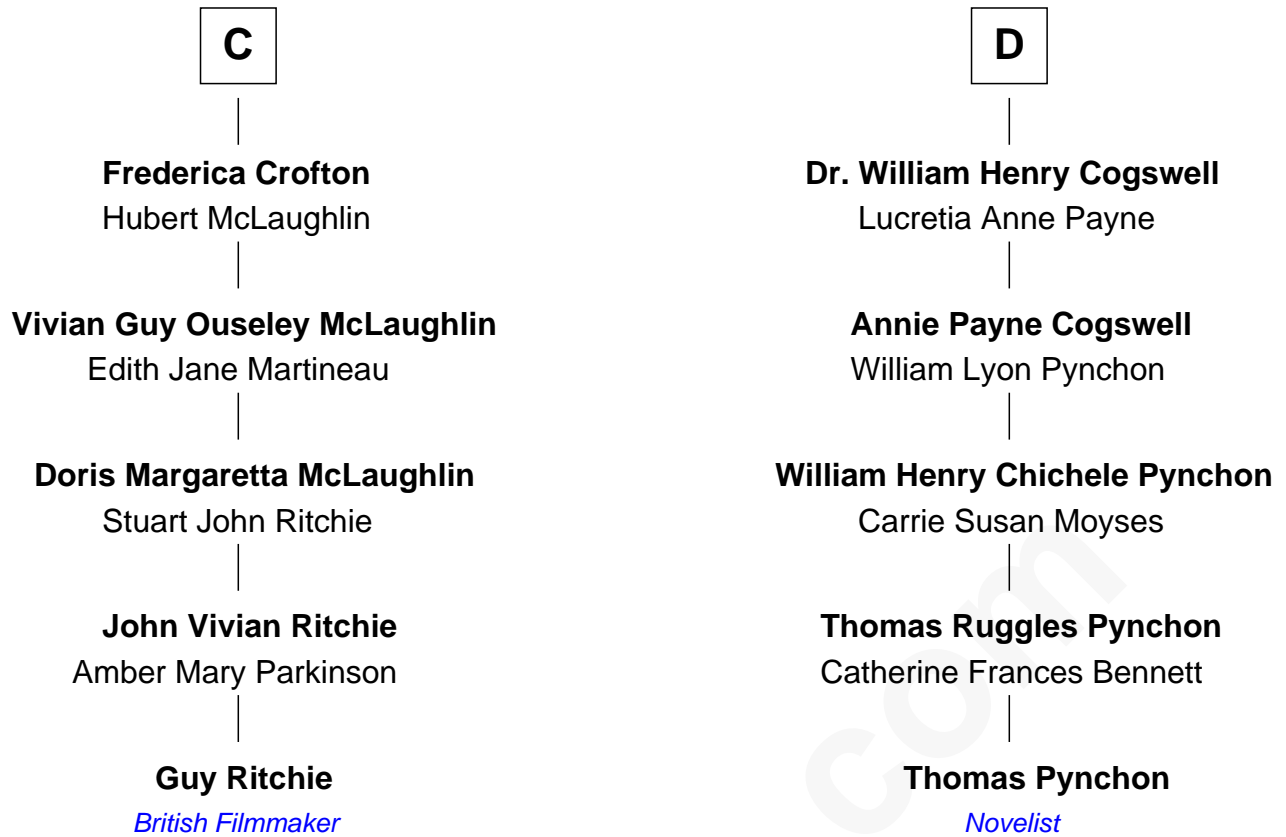 C
Frederica Crofton
Hubert McLaughlin
Vivian Guy Ouseley McLaughlin
Edith Jane Martineau
Doris Margaretta McLaughlin
Stuart John Ritchie
John Vivian Ritchie
Amber Mary Parkinson
Guy Ritchie
British Filmmaker
D
Dr. William Henry Cogswell
Lucretia Anne Payne
Annie Payne Cogswell
William Lyon Pynchon
William Henry Chichele Pynchon
Carrie Susan Moyses
Thomas Ruggles Pynchon
Catherine Frances Bennett
Thomas Pynchon
Novelist
com